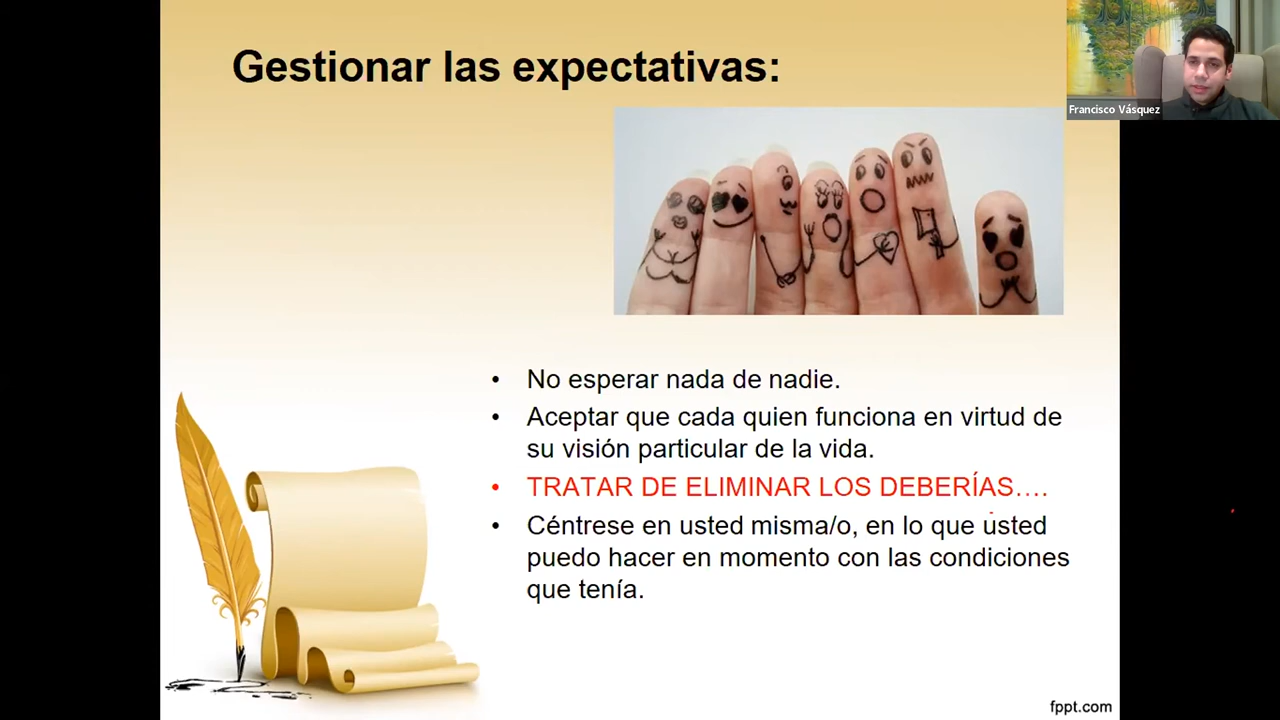 Gestionar las expectativas:
Francisco Vásquez
• No esperar nada de nadie.
• Aceptar que cada quien funciona en virtud de
su visión particular de la vida.
• TRATAR DE ELIMINAR LOS DEBERÍAS….
• Céntrese en usted misma/o, en lo que usted
puedo hacer en momento con las condiciones
que tenía.
fppt.com